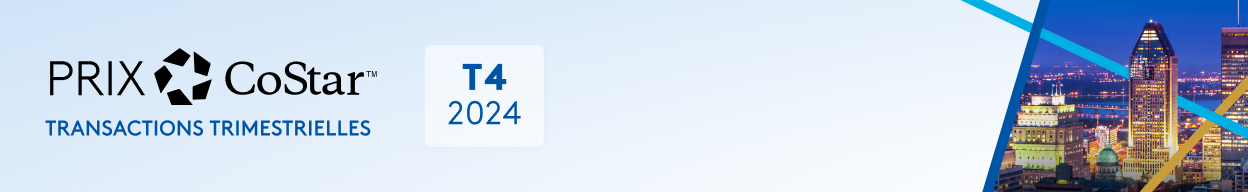 PRIX CoStar™
TRANSACTIONS TRIMESTRIELLES
T4
2024